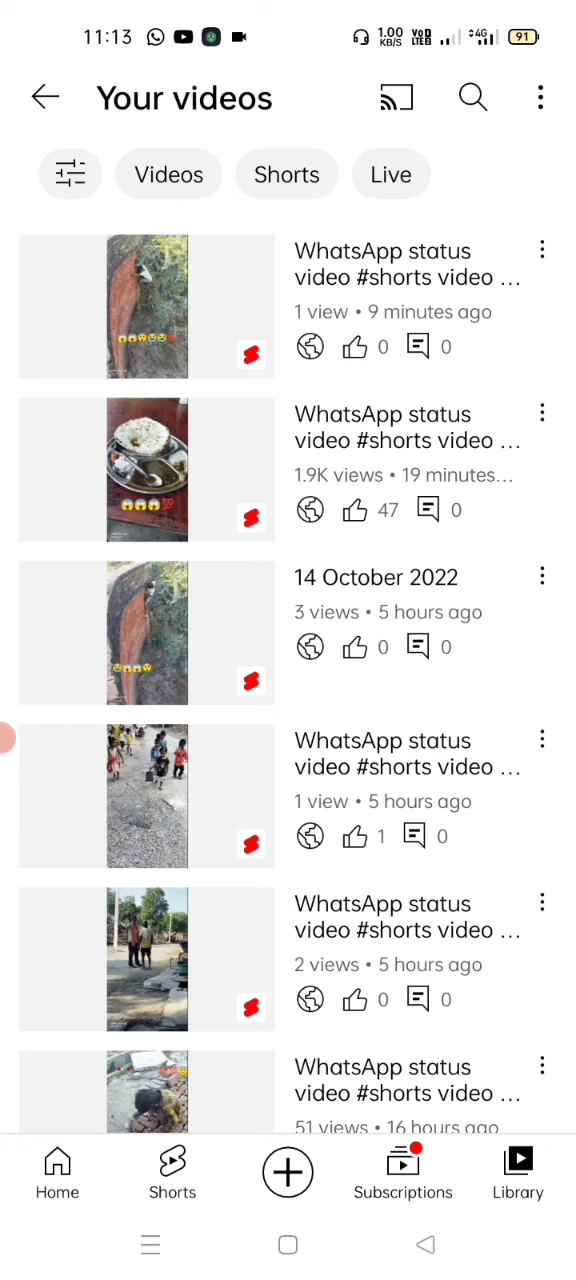 11:13 1.00 KB/S VoD LTE2 4G 91
Your videos
Videos Shorts Live
WhatsApp status
video #shorts video ...
1 view • 9 minutes ago
0 0
WhatsApp status
video #shorts video ...
1.9K views • 19 minutes...
47 0
14 October 2022
3 views • 5 hours ago
0 0
WhatsApp status
video #shorts video ...
1 view • 5 hours ago
1 0
WhatsApp status
video #shorts video ...
2 views • 5 hours ago
0 0
WhatsApp status
video #shorts video ...
51 views • 16 hours ago
Home Shorts Subscriptions Library